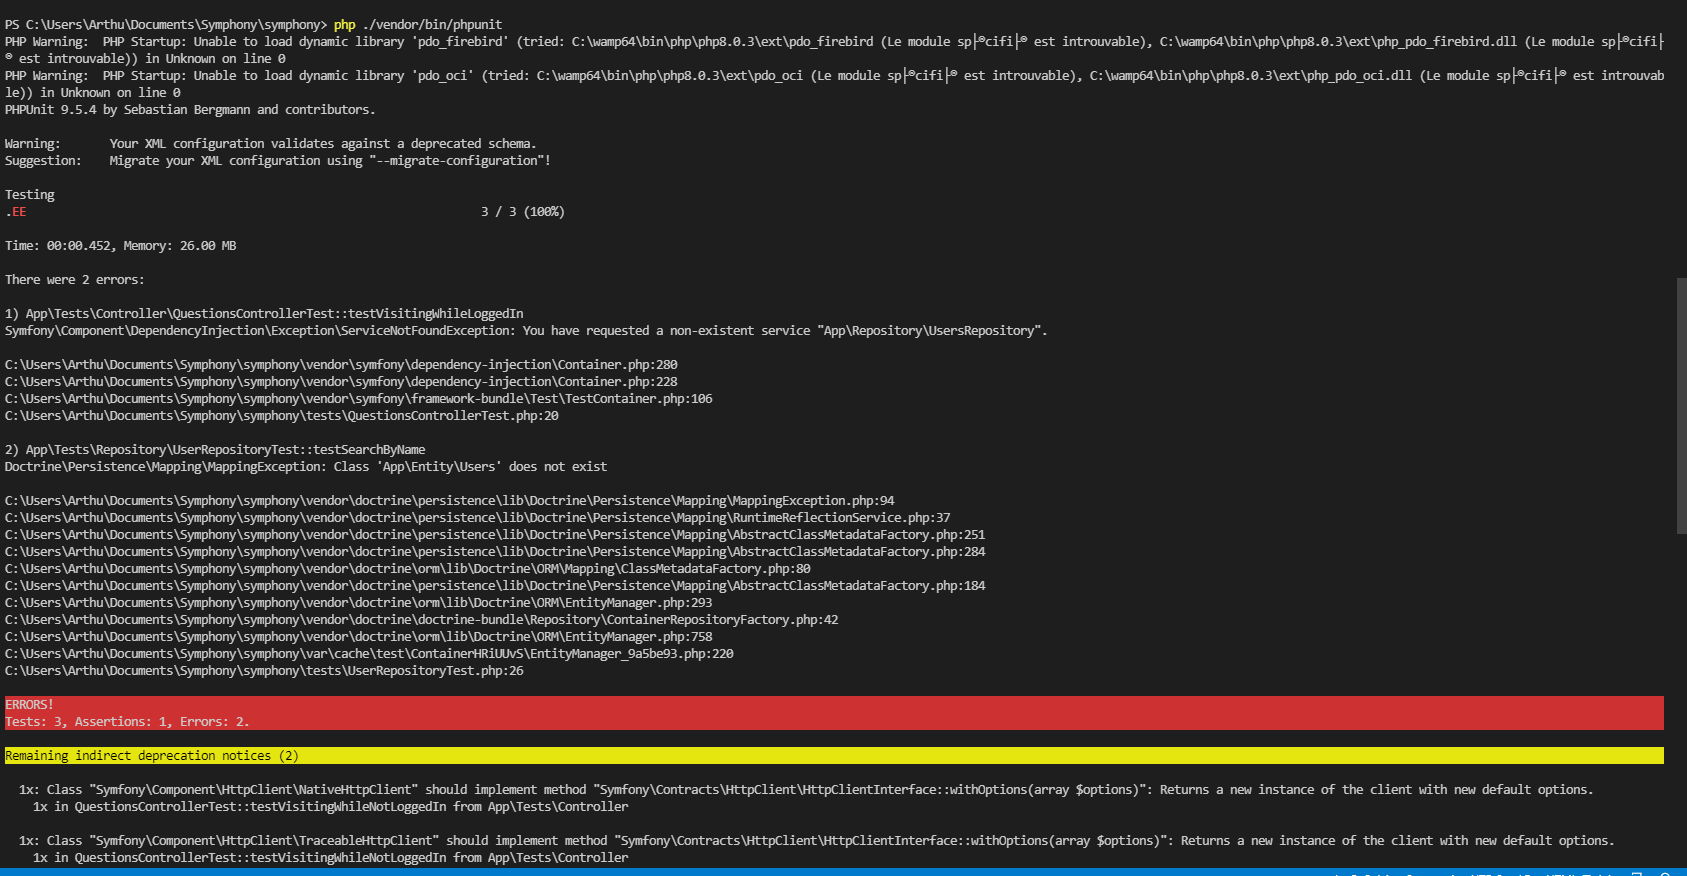 PS C:\Users\Arthu\Documents\Symphony\symphony> php ./vendor/bin/phpunit
PHP Warning:  PHP Startup: Unable to load dynamic library 'pdo_firebird' (tried: C:\wamp64\bin\php\php8.0.3\ext\pdo_firebird (Le module sp├®cifi├® est introuvable), C:\wamp64\bin\php\php8.0.3\ext\php_pdo_firebird.dll (Le module sp├®cifi├
® est introuvable)) in Unknown on line 0
PHP Warning:  PHP Startup: Unable to load dynamic library 'pdo_oci' (tried: C:\wamp64\bin\php\php8.0.3\ext\pdo_oci (Le module sp├®cifi├® est introuvable), C:\wamp64\bin\php\php8.0.3\ext\php_pdo_oci.dll (Le module sp├®cifi├® est introuvab
le)) in Unknown on line 0
PHPUnit 9.5.4 by Sebastian Bergmann and contributors.
Warning:       Your XML configuration validates against a deprecated schema.
Suggestion:    Migrate your XML configuration using "--migrate-configuration"!
Testing
.EE                                                                 3 / 3 (100%)
Time: 00:00.452, Memory: 26.00 MB
There were 2 errors:
1) App\Tests\Controller\QuestionsControllerTest::testVisitingWhileLoggedIn
Symfony\Component\DependencyInjection\Exception\ServiceNotFoundException: You have requested a non-existent service "App\Repository\UsersRepository".
C:\Users\Arthu\Documents\Symphony\symphony\vendor\symfony\dependency-injection\Container.php:280
C:\Users\Arthu\Documents\Symphony\symphony\vendor\symfony\dependency-injection\Container.php:228
C:\Users\Arthu\Documents\Symphony\symphony\vendor\symfony\framework-bundle\Test\TestContainer.php:106
C:\Users\Arthu\Documents\Symphony\symphony\tests\QuestionsControllerTest.php:20
2) App\Tests\Repository\UserRepositoryTest::testSearchByName
Doctrine\Persistence\Mapping\MappingException: Class 'App\Entity\Users' does not exist
C:\Users\Arthu\Documents\Symphony\symphony\vendor\doctrine\persistence\lib\Doctrine\Persistence\Mapping\MappingException.php:94
C:\Users\Arthu\Documents\Symphony\symphony\vendor\doctrine\persistence\lib\Doctrine\Persistence\Mapping\RuntimeReflectionService.php:37
C:\Users\Arthu\Documents\Symphony\symphony\vendor\doctrine\persistence\lib\Doctrine\Persistence\Mapping\AbstractClassMetadataFactory.php:251
C:\Users\Arthu\Documents\Symphony\symphony\vendor\doctrine\persistence\lib\Doctrine\Persistence\Mapping\AbstractClassMetadataFactory.php:284
C:\Users\Arthu\Documents\Symphony\symphony\vendor\doctrine\orm\lib\Doctrine\ORM\Mapping\ClassMetadataFactory.php:80
C:\Users\Arthu\Documents\Symphony\symphony\vendor\doctrine\persistence\lib\Doctrine\Persistence\Mapping\AbstractClassMetadataFactory.php:184
C:\Users\Arthu\Documents\Symphony\symphony\vendor\doctrine\orm\lib\Doctrine\ORM\EntityManager.php:293
C:\Users\Arthu\Documents\Symphony\symphony\vendor\doctrine\doctrine-bundle\Repository\ContainerRepositoryFactory.php:42
C:\Users\Arthu\Documents\Symphony\symphony\vendor\doctrine\orm\lib\Doctrine\ORM\EntityManager.php:758
C:\Users\Arthu\Documents\Symphony\symphony\var\cache\test\ContainerHRiUUvS\EntityManager_9a5be93.php:220
C:\Users\Arthu\Documents\Symphony\symphony\tests\UserRepositoryTest.php:26
ERRORS!
Tests: 3, Assertions: 1, Errors: 2.
Remaining indirect deprecation notices (2)
  1x: Class "Symfony\Component\HttpClient\NativeHttpClient" should implement method "Symfony\Contracts\HttpClient\HttpClientInterface::withOptions(array $options)": Returns a new instance of the client with new default options.
    1x in QuestionsControllerTest::testVisitingWhileNotLoggedIn from App\Tests\Controller
  1x: Class "Symfony\Component\HttpClient\TraceableHttpClient" should implement method "Symfony\Contracts\HttpClient\HttpClientInterface::withOptions(array $options)": Returns a new instance of the client with new default options.
    1x in QuestionsControllerTest::testVisitingWhileNotLoggedIn from App\Tests\Controller